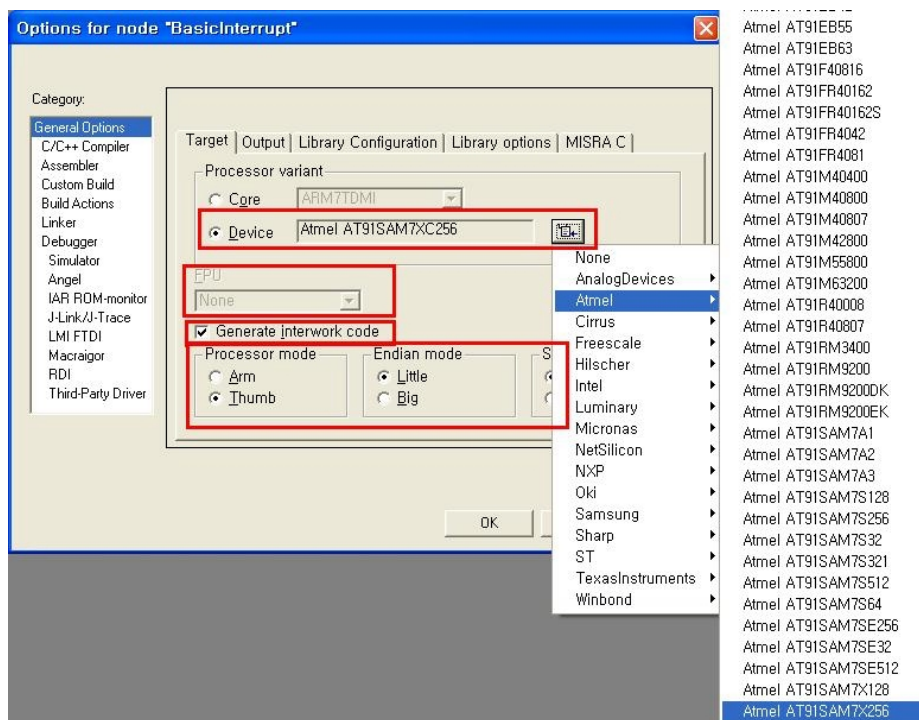 Options for node "BasicInterrupt"
Category:
General Options
C/C++ Compiler
Assembler
Custom Build
Build Actions
Linker
Debugger
Simulator
Angel
IAR ROM-monitor
J-Link/J-Trace
LMI FTDI
Macraigor
RDI
Third-Party Driver
Target Output Library Configuration Library options MISRA C
Processor variant
Core ARM7TDMI
Device Atmel AT91SAM7XC256
FPU
None
Generate interwork code
Processor mode
Arm
Thumb
Endian mode
Little
Big
S
OK
None
AnalogDevices
Atmel
Cirrus
Freescale
Hilscher
Intel
Luminary
Micronas
NetSilicon
NXP
Oki
Samsung
Sharp
ST
TexasInstruments
Winbond
Atmel AT91EB55
Atmel AT91EB63
Atmel AT91F40816
Atmel AT91FR40162
Atmel AT91FR40162S
Atmel AT91FR4042
Atmel AT91FR4081
Atmel AT91M40400
Atmel AT91M40800
Atmel AT91M40807
Atmel AT91M42800
Atmel AT91M55800
Atmel AT91M63200
Atmel AT91R40008
Atmel AT91R40807
Atmel AT91RM3400
Atmel AT91RM9200
Atmel AT91RM9200DK
Atmel AT91RM9200EK
Atmel AT91SAM7A1
Atmel AT91SAM7A2
Atmel AT91SAM7A3
Atmel AT91SAM7S128
Atmel AT91SAM7S256
Atmel AT91SAM7S32
Atmel AT91SAM7S321
Atmel AT91SAM7S512
Atmel AT91SAM7S64
Atmel AT91SAM7SE256
Atmel AT91SAM7SE32
Atmel AT91SAM7SE512
Atmel AT91SAM7X128
Atmel AT91SAM7X256